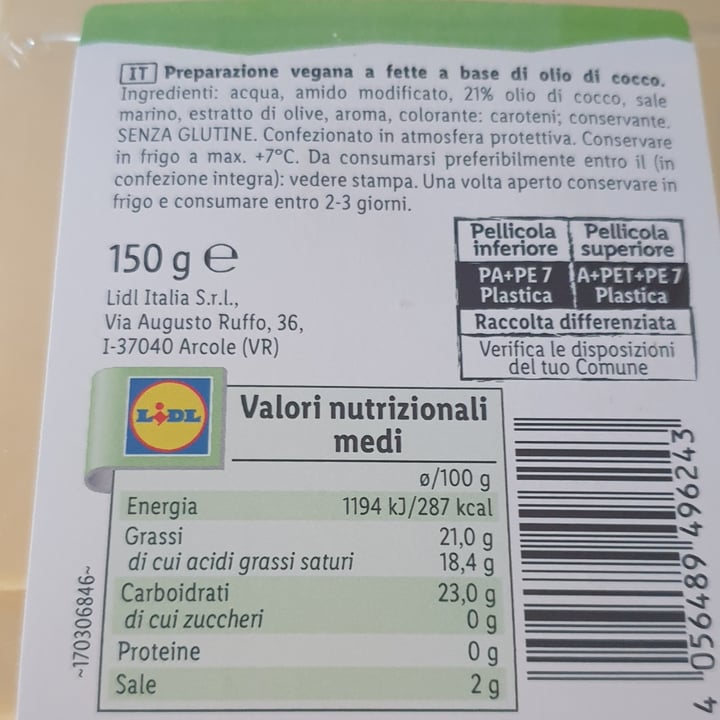 IT Preparazione vegana a fette a base di olio di cocco.
Ingredienti: acqua, amido modificato, 21% olio di cocco, sale
marino, estratto di olive, aroma, colorante: caroteni; conservante.
SENZA GLUTINE. Confezionato in atmosfera protettiva. Conservare
in frigo a max. +7°C. Da consumarsi preferibilmente entro il (in
confezione integra): vedere stampa. Una volta aperto conservare in
frigo e consumare entro 2-3 giorni.
150 g e
Lidl Italia S.r.l.,
Via Augusto Ruffo, 36,
I-37040 Arcole (VR)
Pellicola inferiore
Pellicola superiore
PA+PE 7 Plastica
A+PET+PE 7 Plastica
Raccolta differenziata
Verifica le disposizioni
del tuo Comune
LIDL
Valori nutrizionali
medi
ø/100 g
Energia 1194 kJ/287 kcal
Grassi 21,0 g
di cui acidi grassi saturi 18,4 g
Carboidrati 23,0 g
di cui zuccheri 0 g
Proteine 0 g
Sale 2 g
~170306846~
4 056489 496243